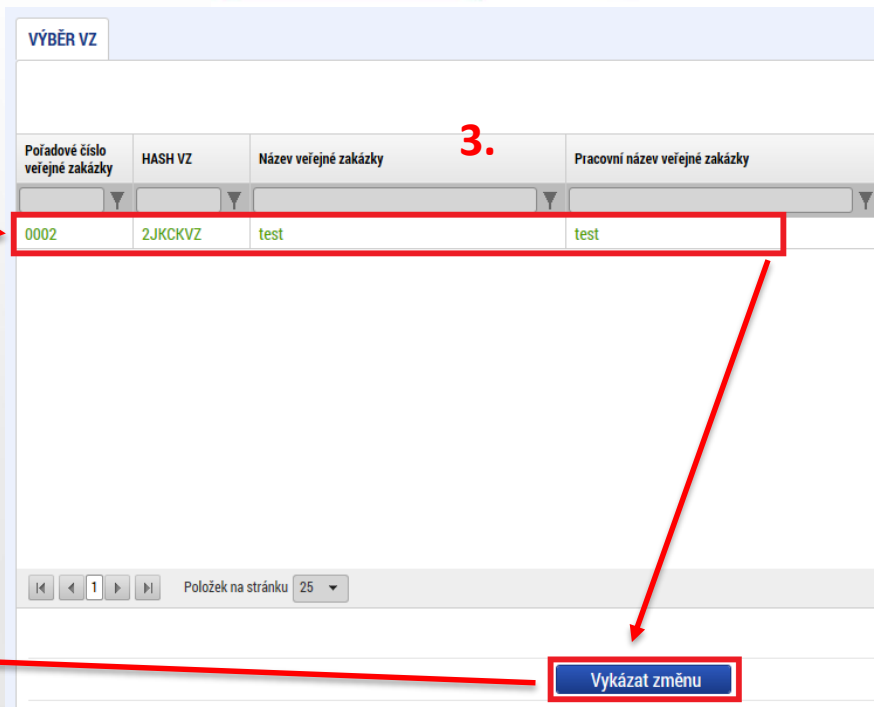 VÝBĚR VZ
3.
Pořadové číslo
veřejné zakázky
HASH VZ
Název veřejné zakázky
Pracovní název veřejné zakázky
0002
2JKCKVZ
test
test
1
Položek na stránku
25
Vykázat změnu